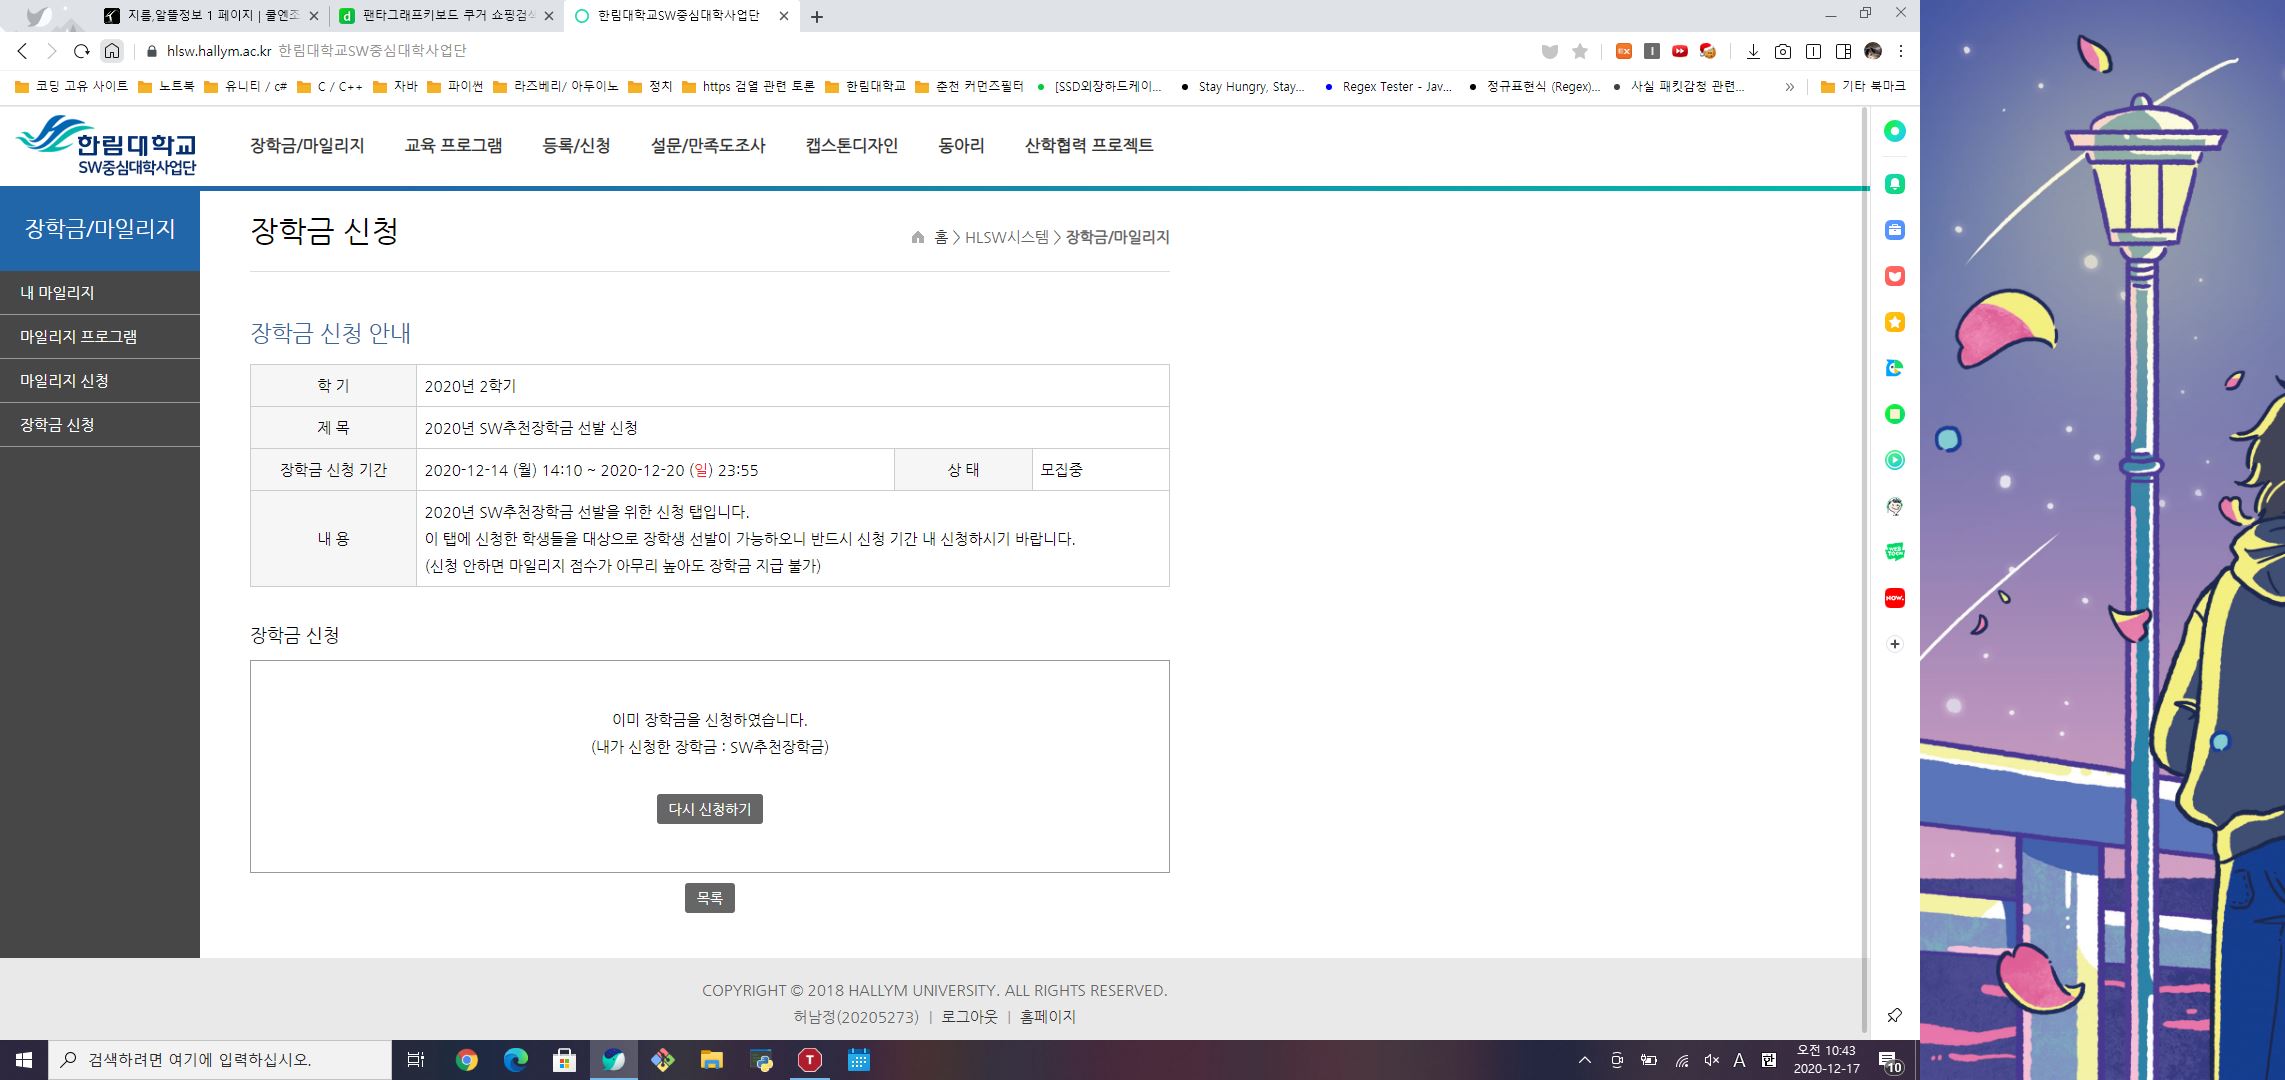 지름,알뜰정보 1 페이지 | 쿨엔조
팬타그래프키보드 쿠거 쇼핑검색
한림대학교SW중심대학사업단
hlsw.hallym.ac.kr 한림대학교SW중심대학사업단
코딩 고유 사이트 노트북 유니티 / c# C / C++ 자바 파이썬 라즈베리/ 아두이노 정치 https 검열 관련 토론 한림대학교 춘천 커먼즈필터 [SSD외장하드케이... Stay Hungry, Stay... Regex Tester - Jav... 정규표현식 (Regex)... 사실 패킷감청 관련... » 기타 북마크
한림대학교
SW중심대학사업단
장학금/마일리지 교육 프로그램 등록/신청 설문/만족도조사 캡스톤디자인 동아리 산학협력 프로젝트
장학금/마일리지
내 마일리지
마일리지 프로그램
마일리지 신청
장학금 신청
장학금 신청
홈 > HLSW시스템 > 장학금/마일리지
장학금 신청 안내
학 기 2020년 2학기
제 목 2020년 SW추천장학금 선발 신청
장학금 신청 기간 2020-12-14 (월) 14:10 ~ 2020-12-20 (일) 23:55 상 태 모집중
내 용
2020년 SW추천장학금 선발을 위한 신청 탭입니다.
이 탭에 신청한 학생들을 대상으로 장학생 선발이 가능하오니 반드시 신청 기간 내 신청하시기 바랍니다.
(신청 안하면 마일리지 점수가 아무리 높아도 장학금 지급 불가)
장학금 신청
이미 장학금을 신청하였습니다.
(내가 신청한 장학금 : SW추천장학금)
다시 신청하기
목록
COPYRIGHT © 2018 HALLYM UNIVERSITY. ALL RIGHTS RESERVED.
허남정(20205273) | 로그아웃 | 홈페이지
NOW.
검색하려면 여기에 입력하십시오.
A 한
오전 10:43
2020-12-17
10